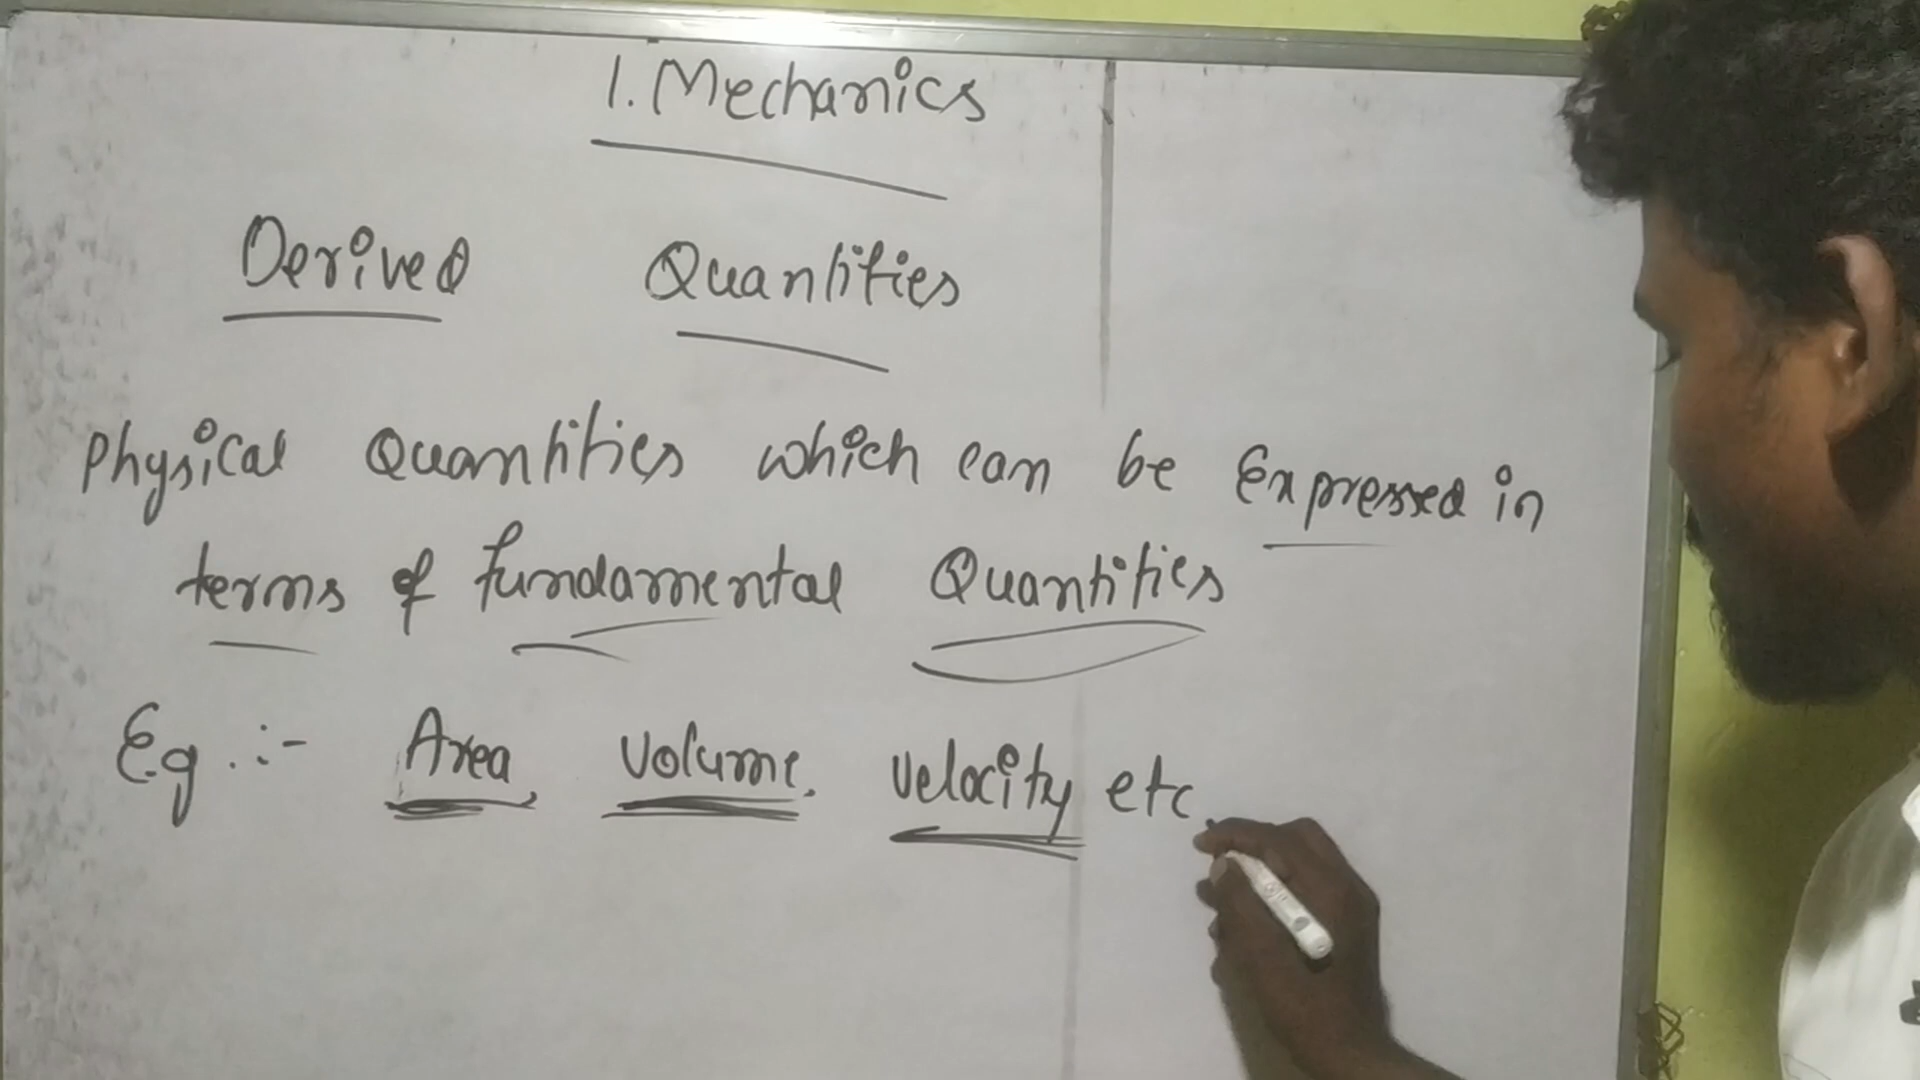 1. Mechanics
Derived Quantities
Physical Quantities which can be Expressed in
terms of fundamental Quantities
Eg :- Area, Volume, Velocity etc.